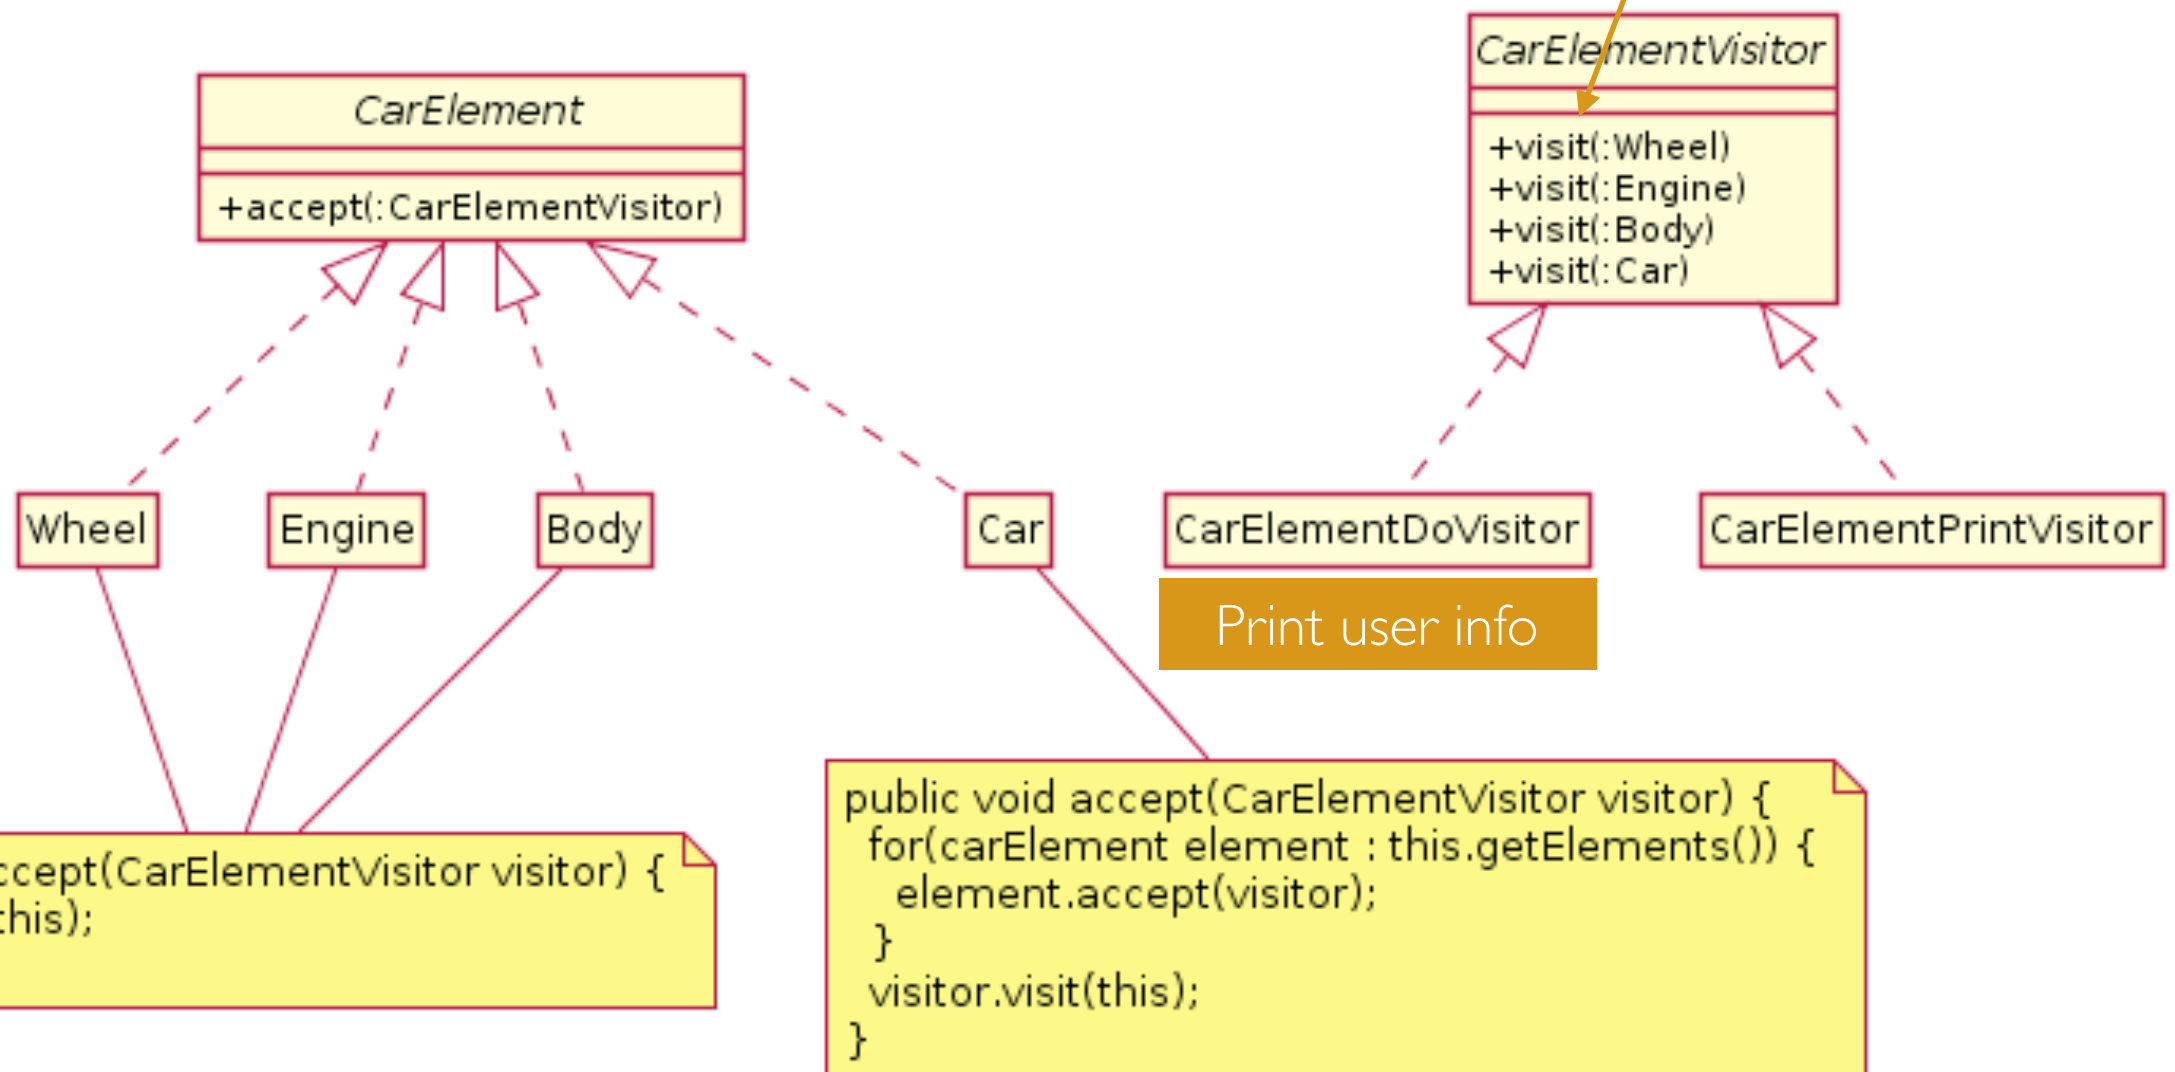 CarElement
+accept(:CarElementVisitor)
CarElementVisitor
+visit(:Wheel)
+visit(:Engine)
+visit(:Body)
+visit(:Car)
Wheel
Engine
Body
Car
CarElementDoVisitor
CarElementPrintVisitor
Print user info
ccept(CarElementVisitor visitor) {
this);
public void accept(CarElementVisitor visitor) {
for(carElement element : this.getElements()) {
element.accept(visitor);
}
visitor.visit(this);
}